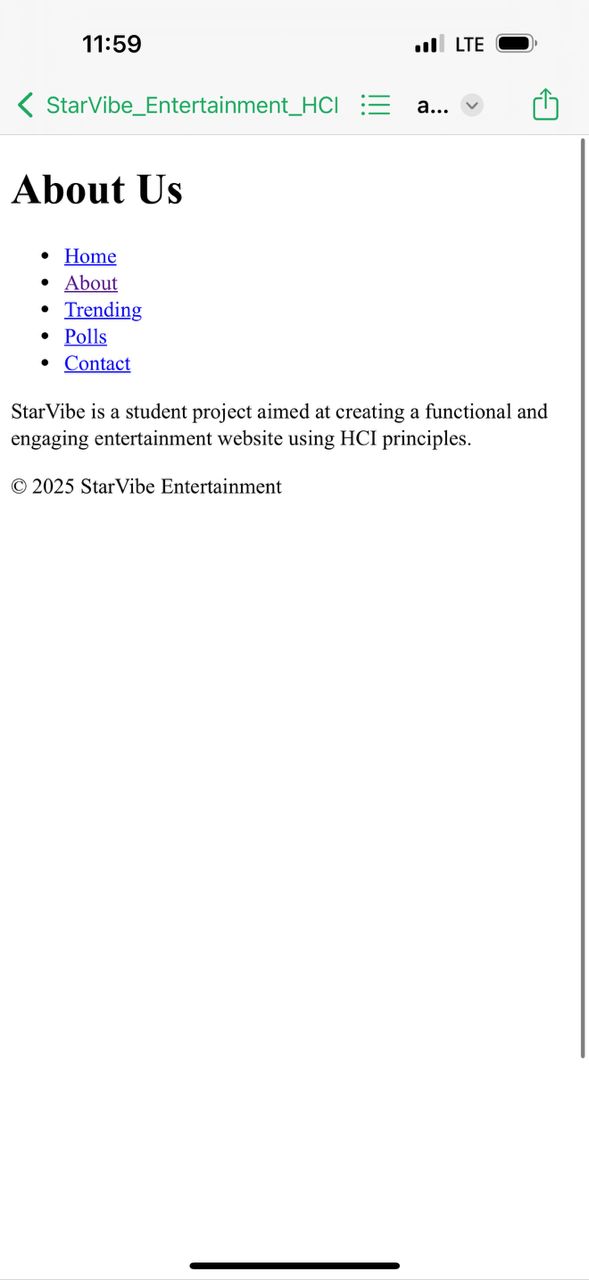 11:59
LTE
StarVibe_Entertainment_HCI
a...
About Us
Home
About
Trending
Polls
Contact
StarVibe is a student project aimed at creating a functional and
engaging entertainment website using HCI principles.
© 2025 StarVibe Entertainment